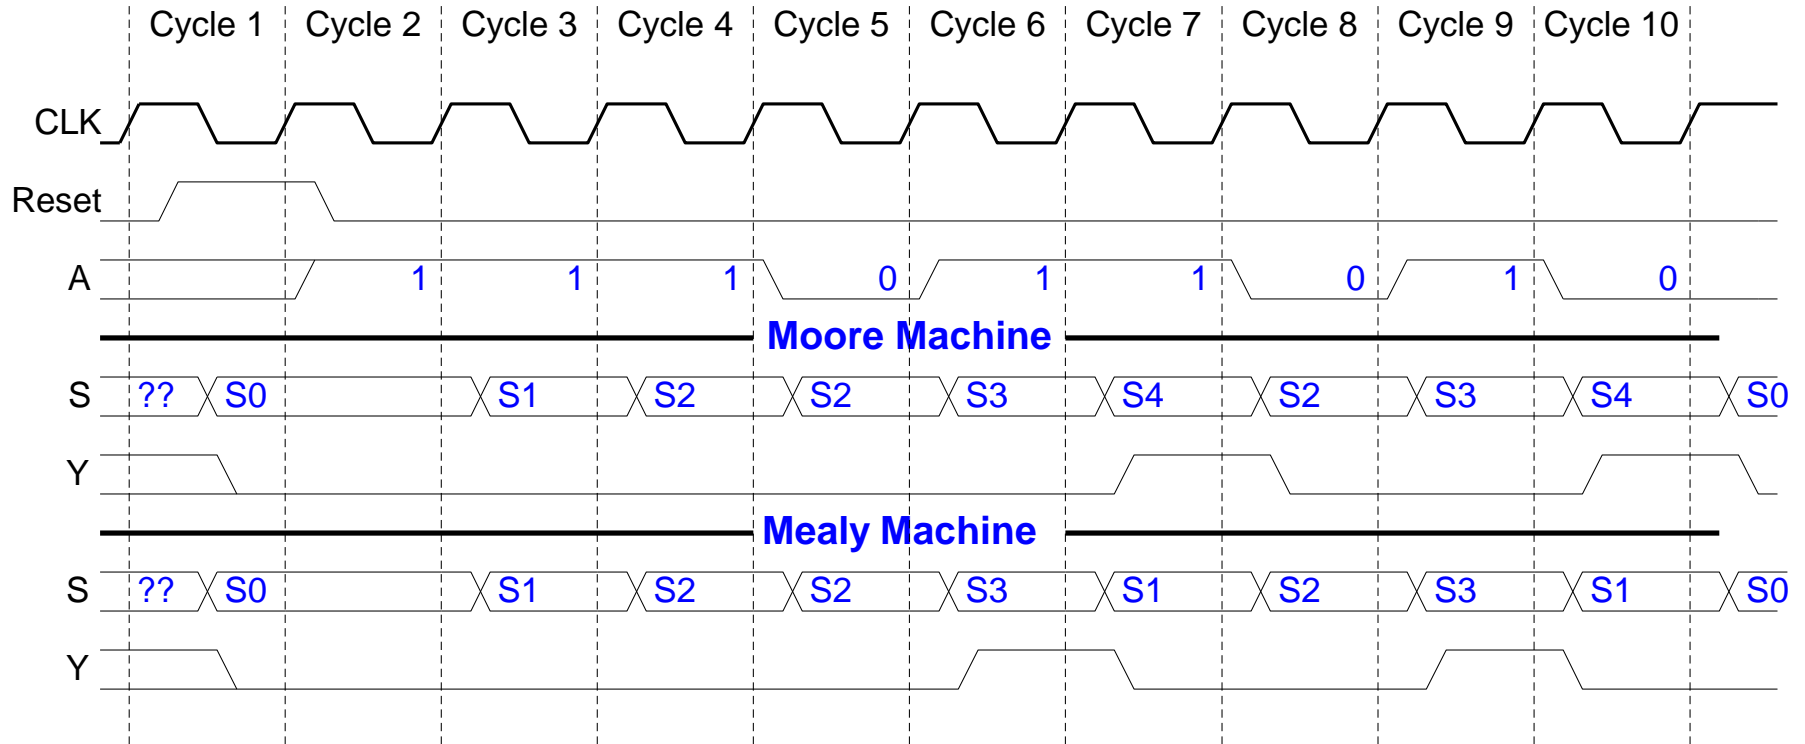 Cycle 1 Cycle 2 Cycle 3 Cycle 4 Cycle 5 Cycle 6 Cycle 7 Cycle 8 Cycle 9 Cycle 10
CLK
Reset
A 1 1 1 0 1 1 0 1 0
Moore Machine
S ?? S0 S1 S2 S2 S3 S4 S2 S3 S4 S0
Y
Mealy Machine
S ?? S0 S1 S2 S2 S3 S1 S2 S3 S1 S0
Y